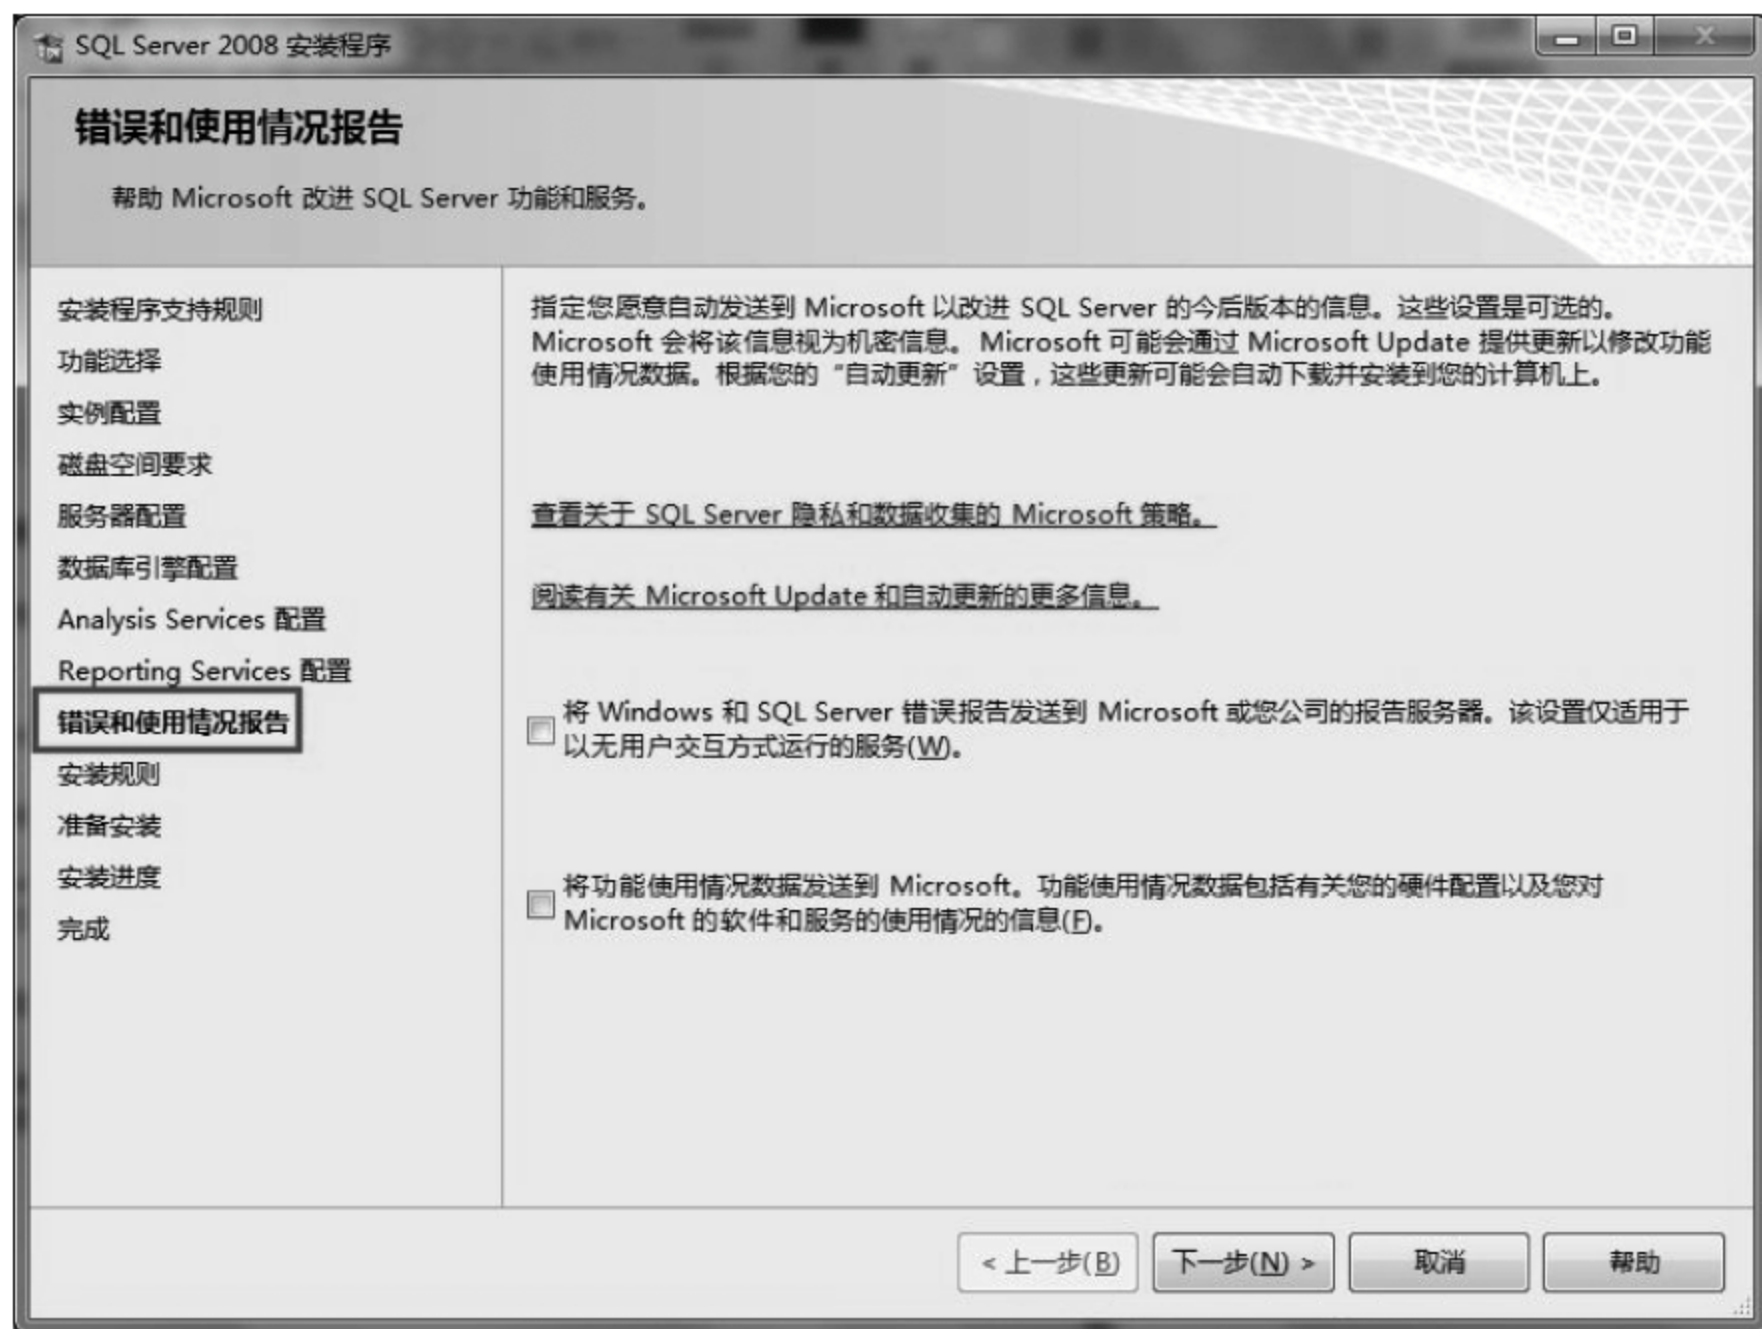 SQL Server 2008 安装程序
错误和使用情况报告
帮助 Microsoft 改进 SQL Server 功能和服务。
安装程序支持规则
功能选择
实例配置
磁盘空间要求
服务器配置
数据库引擎配置
Analysis Services 配置
Reporting Services 配置
错误和使用情况报告
安装规则
准备安装
安装进度
完成
指定您愿意自动发送到 Microsoft 以改进 SQL Server 的今后版本的信息。这些设置是可选的。
Microsoft 会将该信息视为机密信息。 Microsoft 可能会通过 Microsoft Update 提供更新以修改功能
使用情况数据。根据您的“自动更新”设置，这些更新可能会自动下载并安装到您的计算机上。
查看关于 SQL Server 隐私和数据收集的 Microsoft 策略。
阅读有关 Microsoft Update 和自动更新的更多信息。
将 Windows 和 SQL Server 错误报告发送到 Microsoft 或您公司的报告服务器。该设置仅适用于
以无用户交互方式运行的服务(W)。
将功能使用情况数据发送到 Microsoft。功能使用情况数据包括有关您的硬件配置以及您对
Microsoft 的软件和服务的使用情况的信息(F)。
< 上一步(B) 下一步(N) > 取消 帮助